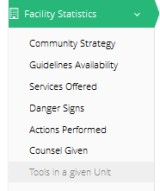 Facility Statistics
Community Strategy
Guidelines Availability
Services Offered
Danger Signs
Actions Performed
Counsel Given
Tools in a given Unit